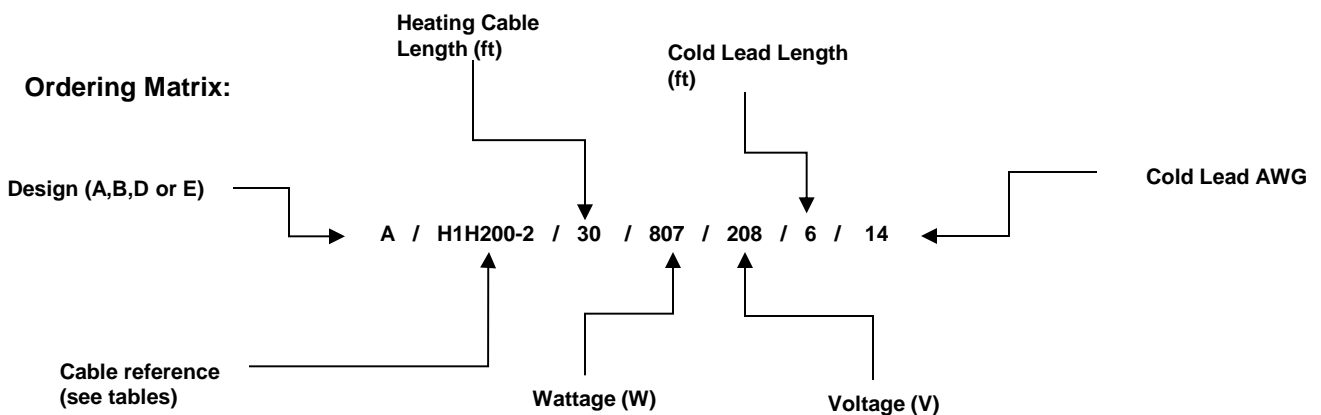 Heating Cable
Length (ft)
Cold Lead Length
(ft)
Ordering Matrix:
Design (A,B,D or E)
Cold Lead AWG
A / H1H200-2 / 30 / 807 / 208 / 6 / 14
Cable reference
(see tables)
Wattage (W)
Voltage (V)